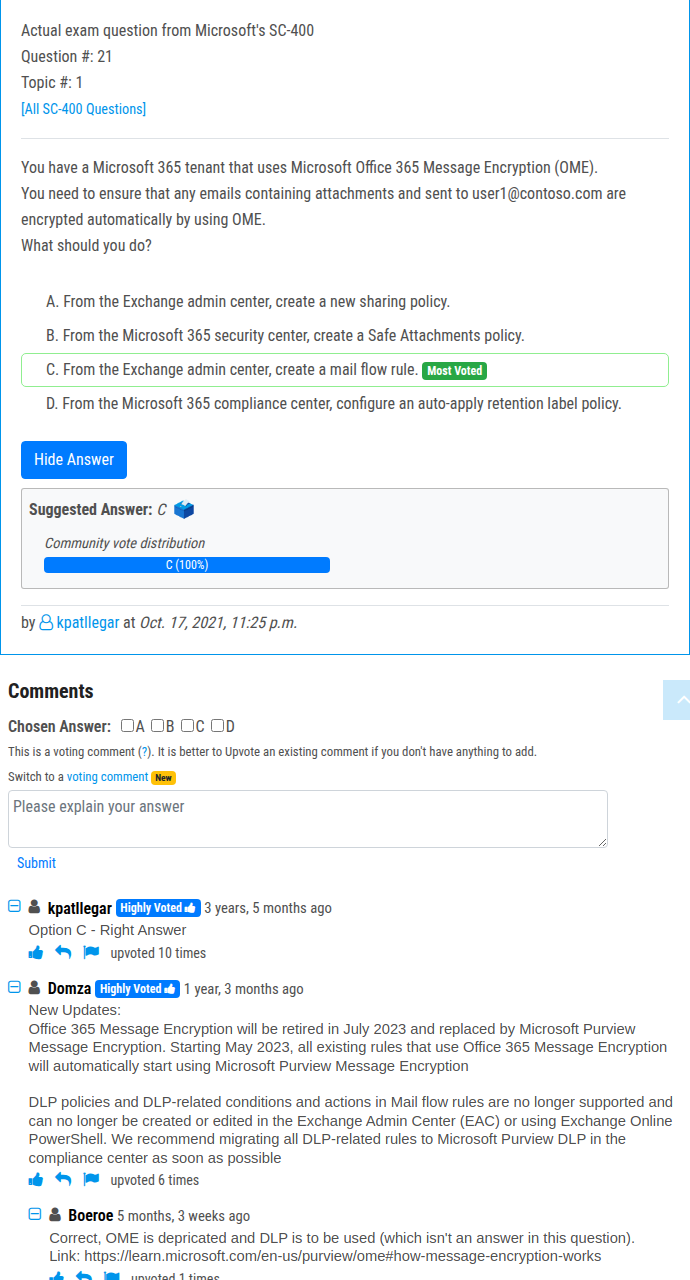 Actual exam question from Microsoft's SC-400
Question #: 21
Topic #: 1
[All SC-400 Questions]
You have a Microsoft 365 tenant that uses Microsoft Office 365 Message Encryption (OME).
You need to ensure that any emails containing attachments and sent to user1@contoso.com are
encrypted automatically by using OME.
What should you do?
A. From the Exchange admin center, create a new sharing policy.
B. From the Microsoft 365 security center, create a Safe Attachments policy.
C. From the Exchange admin center, create a mail flow rule. Most Voted
D. From the Microsoft 365 compliance center, configure an auto-apply retention label policy.
Hide Answer
Suggested Answer: C
Community vote distribution
C (100%)
by kpatllegar at Oct. 17, 2021, 11:25 p.m.
Comments
Chosen Answer: A B C D
This is a voting comment (?). It is better to Upvote an existing comment if you don't have anything to add.
Switch to a voting comment New
Please explain your answer
Submit
kpatllegar Highly Voted 3 years, 5 months ago
Option C - Right Answer
upvoted 10 times
Domza Highly Voted 1 year, 3 months ago
New Updates:
Office 365 Message Encryption will be retired in July 2023 and replaced by Microsoft Purview
Message Encryption. Starting May 2023, all existing rules that use Office 365 Message Encryption
will automatically start using Microsoft Purview Message Encryption
DLP policies and DLP-related conditions and actions in Mail flow rules are no longer supported and
can no longer be created or edited in the Exchange Admin Center (EAC) or using Exchange Online
PowerShell. We recommend migrating all DLP-related rules to Microsoft Purview DLP in the
compliance center as soon as possible
upvoted 6 times
Boeroe 5 months, 3 weeks ago
Correct, OME is depricated and DLP is to be used (which isn't an answer in this question).
Link: https://learn.microsoft.com/en-us/purview/ome#how-message-encryption-works
upvoted 1 times